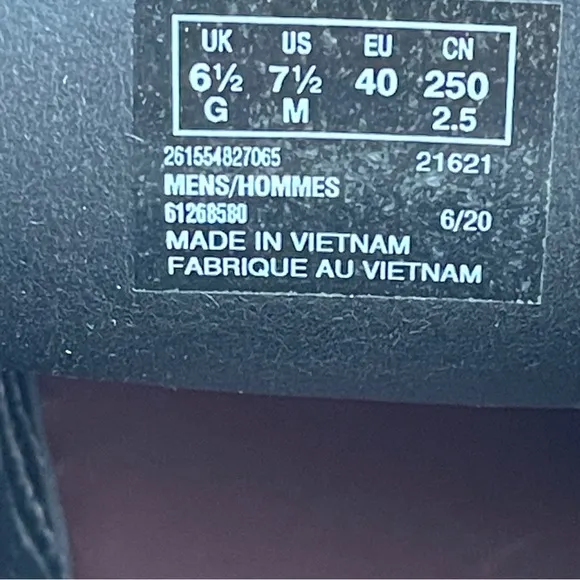 UK US EU CN
6½ 7½ 40 250
G M 2.5
261554827065 21621
MENS/HOMMES
61268580 6/20
MADE IN VIETNAM
FABRIQUE AU VIETNAM